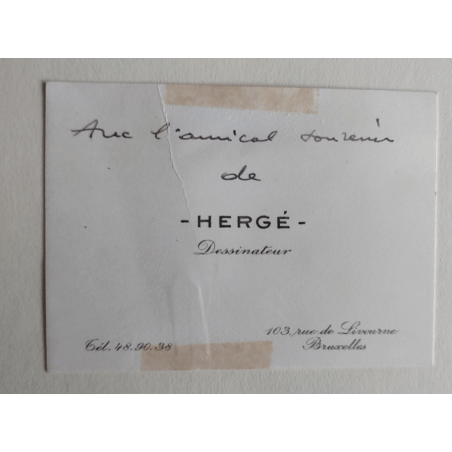 Avec l'amical souvenir
de
- HERGÉ -
Dessinateur
103, rue de Livourne
Tél. 48.90.38 Bruxelles